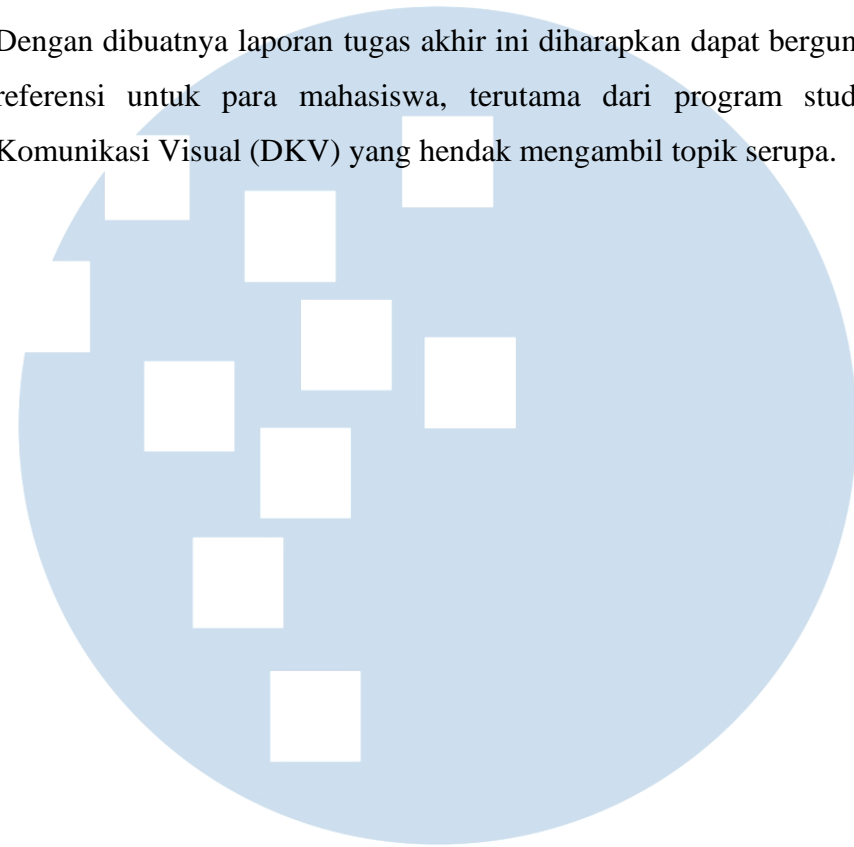 Dengan dibuatnya laporan tugas akhir ini diharapkan dapat bergun
referensi untuk para mahasiswa, terutama dari program stud
Komunikasi Visual (DKV) yang hendak mengambil topik serupa.